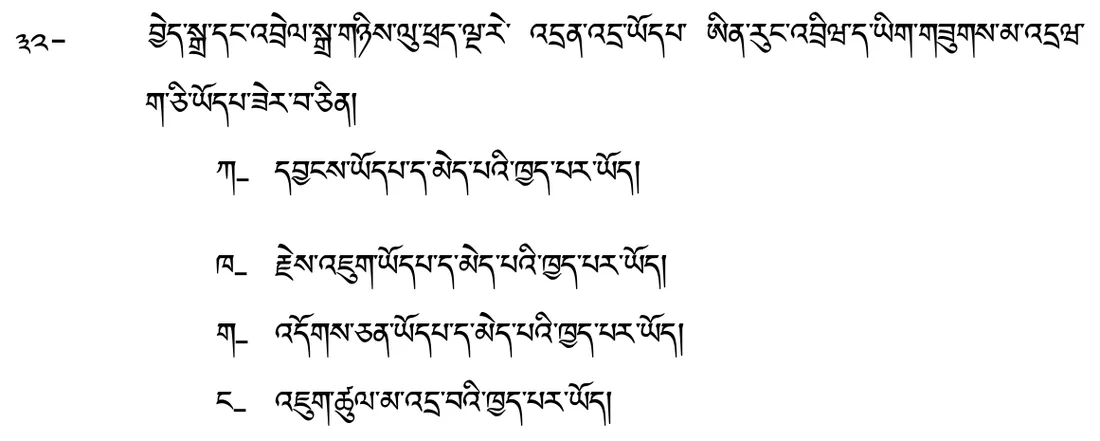 ༣༢- བྱེད་སྒྲ་དང་འབྲེལ་སྒྲ་གཉིས་ལུ་ཕྲད་ལྔ་རེ་ འདྲན་འདྲ་ཡོདཔ ཨིན་རུང་འབྲིཝ་ད་ཡིག་གཟུགས་མ་འདྲཝ་
ག་ཅི་ཡོདཔ་ཟེར་བ་ཅིན།
ཀ_ དབྱངས་ཡོདཔ་ད་མེད་པའི་ཁྱད་པར་ཡོད།
ཁ_ རྗེས་འཇུག་ཡོདཔ་ད་མེད་པའི་ཁྱད་པར་ཡོད།
ག_ འདོགས་ཅན་ཡོདཔ་ད་མེད་པའི་ཁྱད་པར་ཡོད།
ང_ འཇུག་ཚུལ་མ་འདྲ་བའི་ཁྱད་པར་ཡོད།